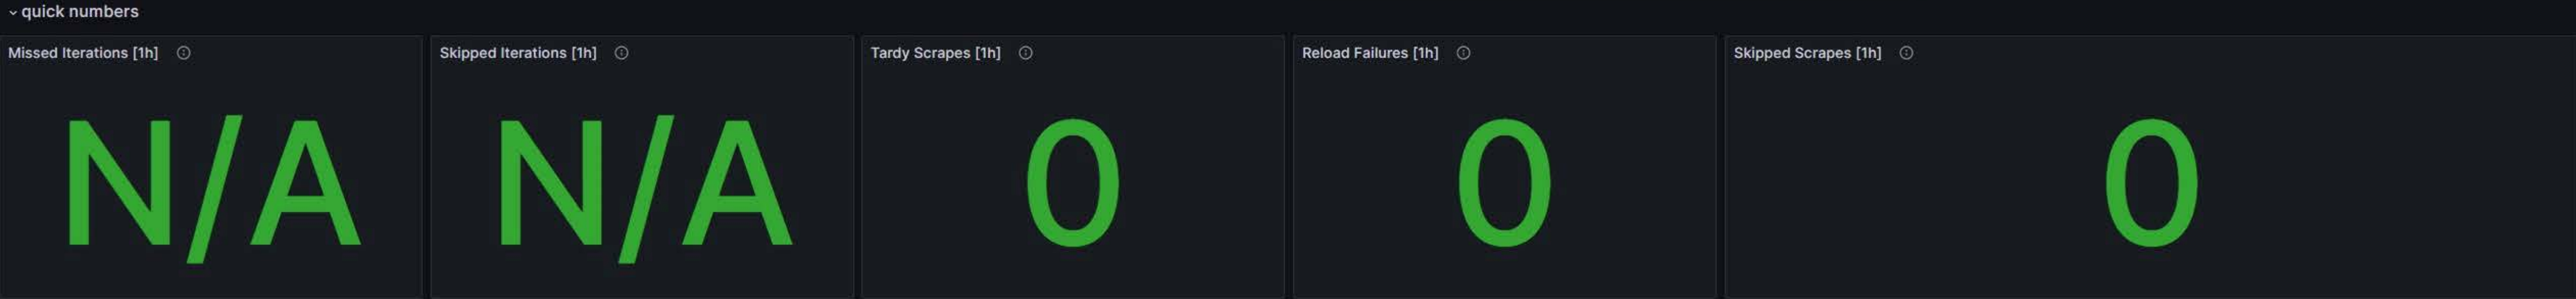 quick numbers
Missed Iterations [1h]
Skipped Iterations [1h]
Tardy Scrapes [1h]
Reload Failures [1h]
Skipped Scrapes [1h]
N/A
N/A
0
0
0